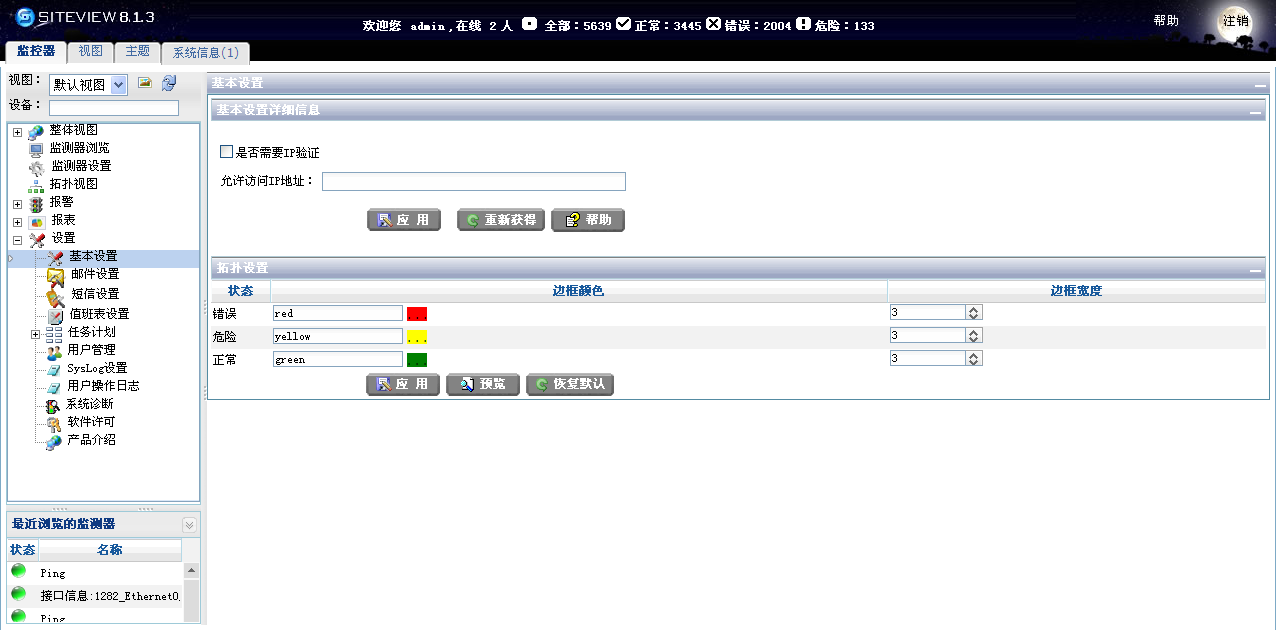 SITEVIEW 8.1.3
欢迎您 admin,在线 2 人 全部：5639 正常：3445 错误：2004 危险：133
帮助 注销
监控器 视图 主题 系统信息(1)
视图： 默认视图
设备：
整体视图
监测器浏览
监测器设置
拓扑视图
报警
报表
设置
基本设置
邮件设置
短信设置
值班表设置
任务计划
用户管理
SysLog设置
用户操作日志
系统诊断
软件许可
产品介绍
最近浏览的监测器
状态 名称
Ping
接口信息:1282_Ethernet0,
Ping
基本设置
基本设置详细信息
是否需要IP验证
允许访问IP地址：
应 用 重新获得 帮助
拓扑设置
状态 边框颜色 边框宽度
错误 red ... 3
危险 yellow ... 3
正常 green ... 3
应 用 预览 恢复默认